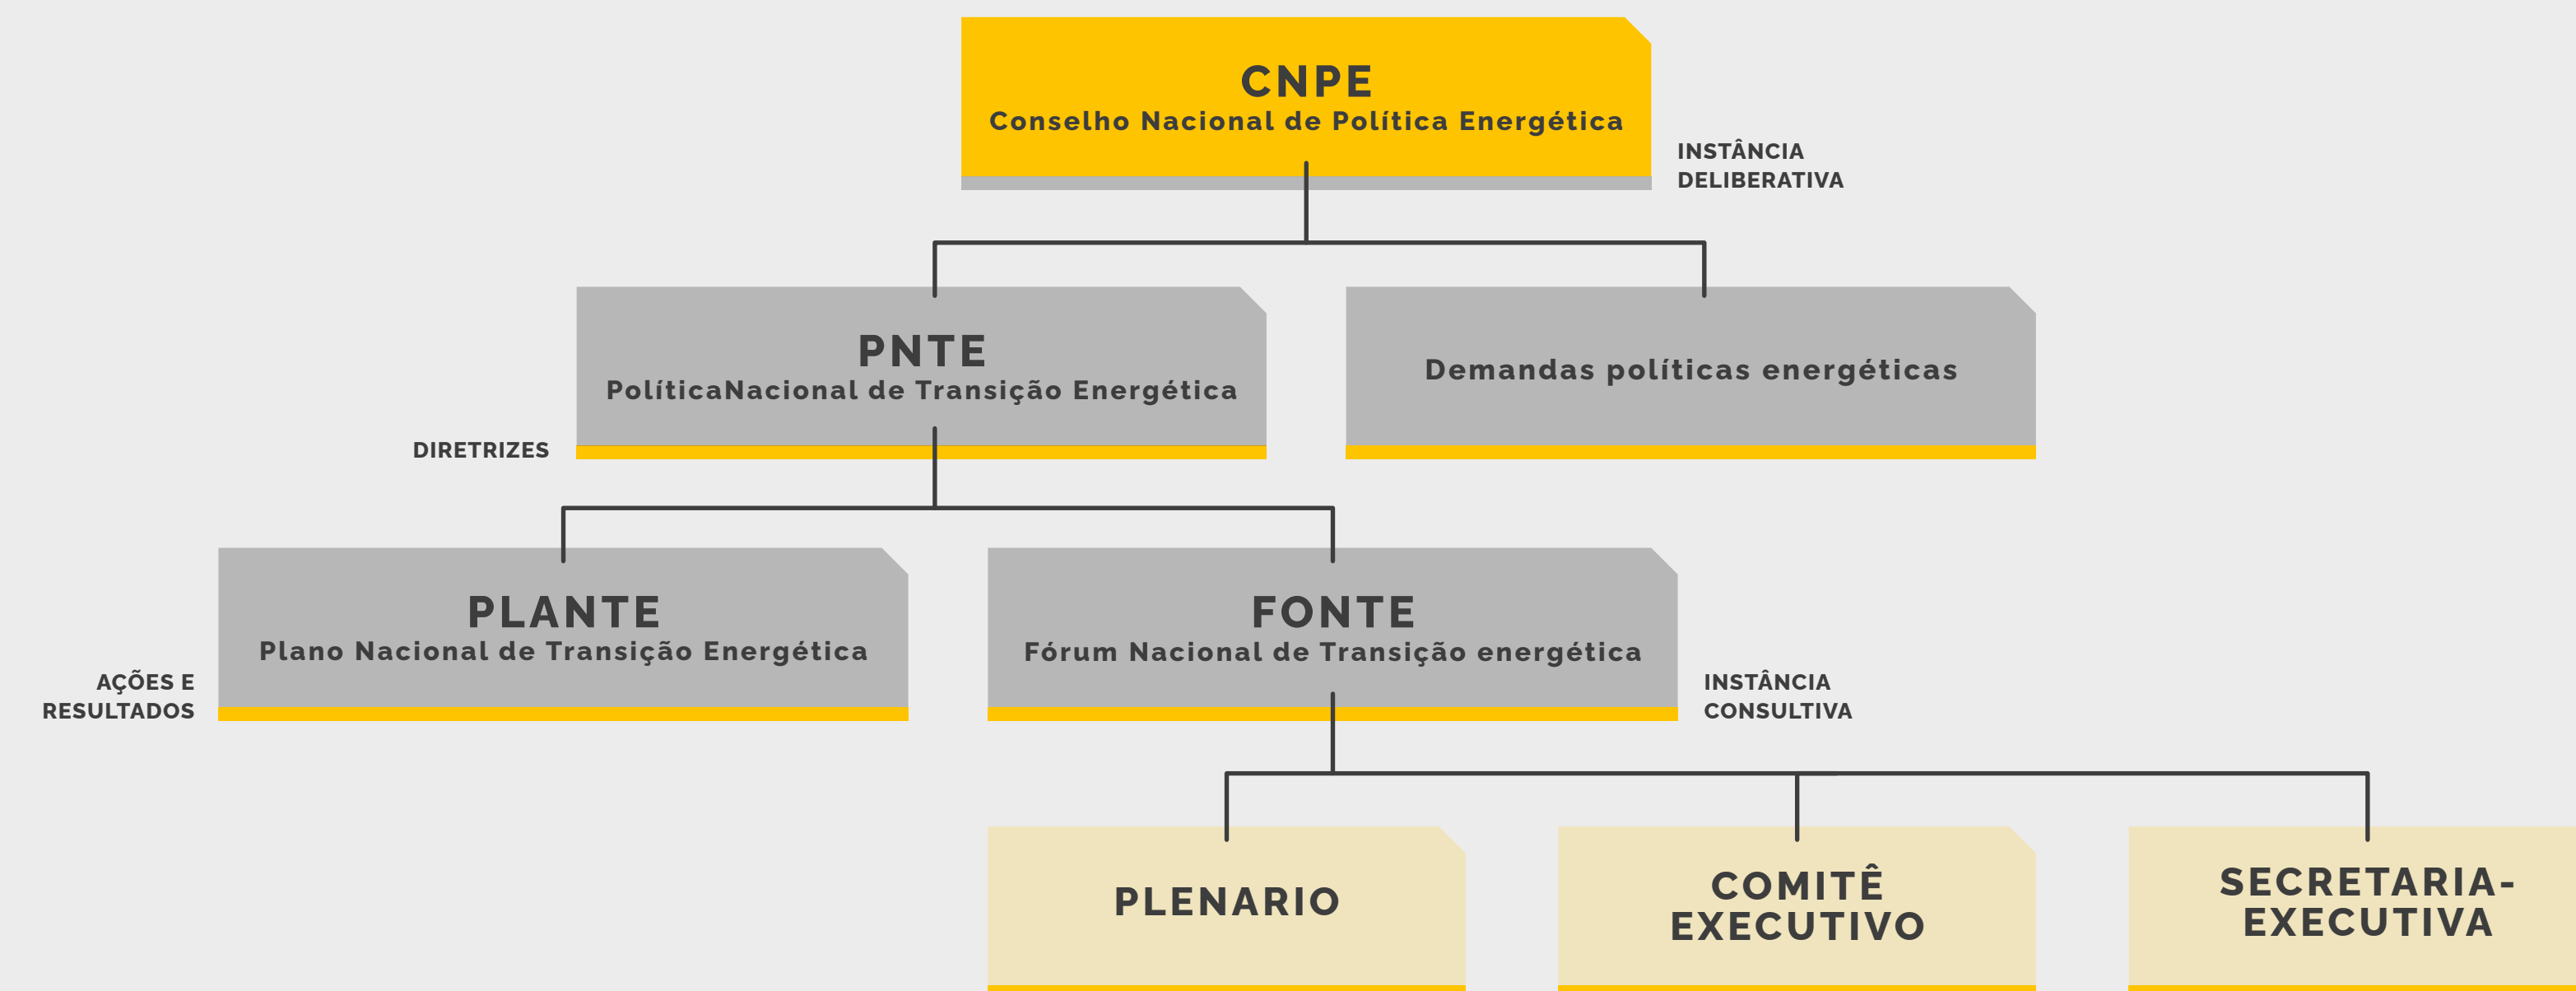 CNPE
Conselho Nacional de Política Energética
INSTÂNCIA
DELIBERATIVA
PNTE
PolíticaNacional de Transição Energética
DIRETRIZES
Demandas políticas energéticas
PLANTE
Plano Nacional de Transição Energética
AÇÕES E
RESULTADOS
FONTE
Fórum Nacional de Transição energética
INSTÂNCIA
CONSULTIVA
PLENARIO
COMITÊ
EXECUTIVO
SECRETARIA-
EXECUTIVA